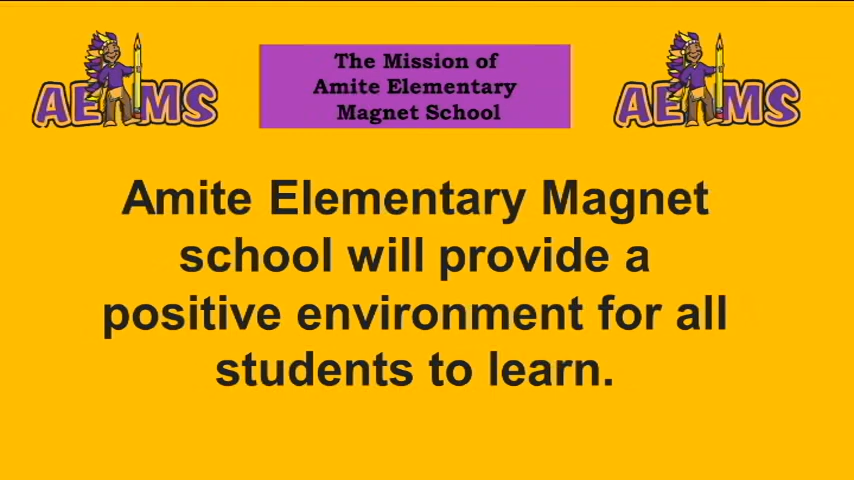 AEMS
The Mission of
Amite Elementary
Magnet School
AEMS
Amite Elementary Magnet
school will provide a
positive environment for all
students to learn.